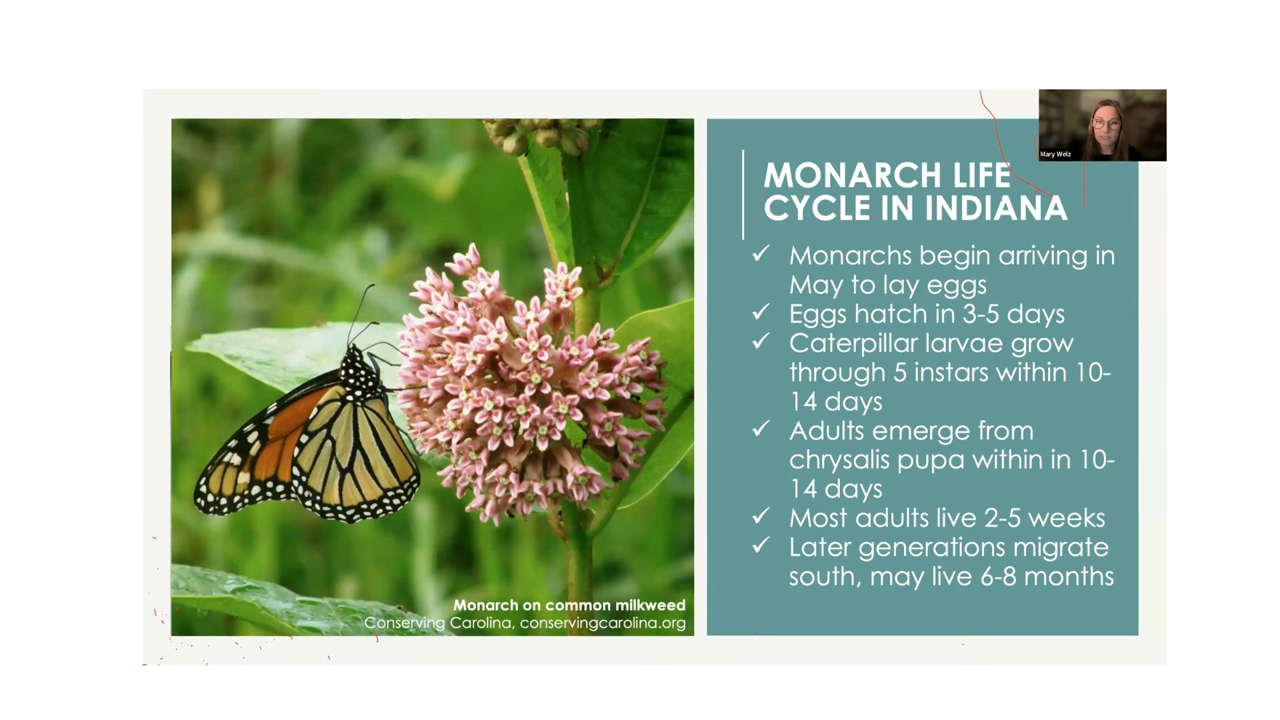 Mary Welz
MONARCH LIFE
CYCLE IN INDIANA
✓ Monarchs begin arriving in
May to lay eggs
✓ Eggs hatch in 3-5 days
✓ Caterpillar larvae grow
through 5 instars within 10-
14 days
✓ Adults emerge from
chrysalis pupa within in 10-
14 days
✓ Most adults live 2-5 weeks
✓ Later generations migrate
south, may live 6-8 months
Monarch on common milkweed
Conserving Carolina, conservingcarolina.org